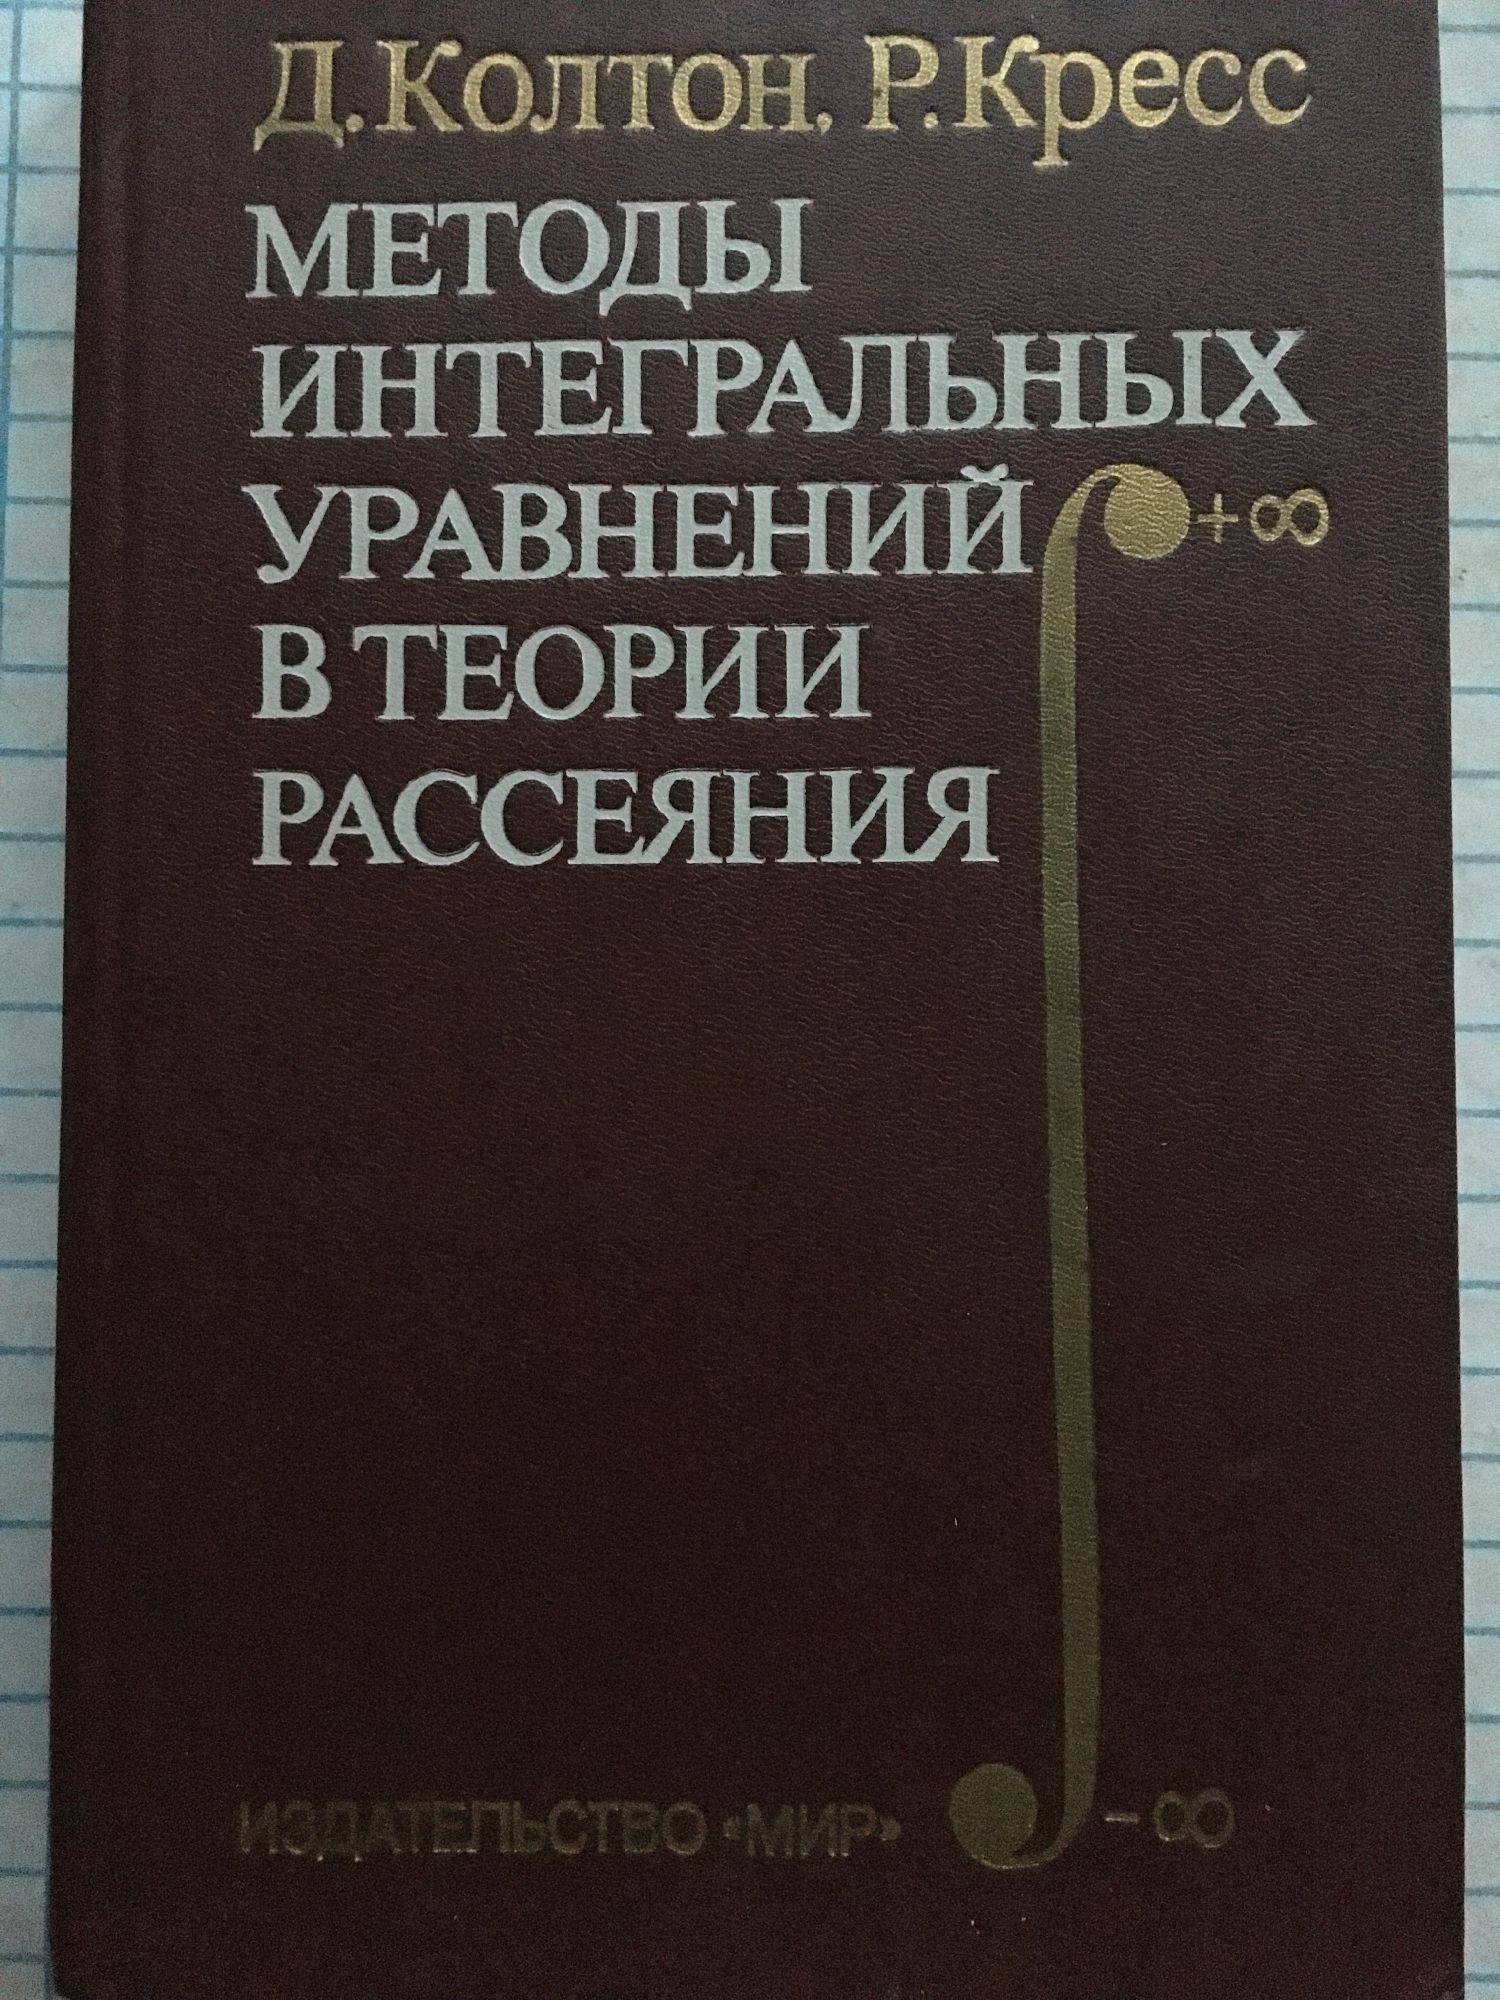 Д.Колтон, Р.Кресс
МЕТОДЫ
ИНТЕГРАЛЬНЫХ
УРАВНЕНИЙ
+∞
В ТЕОРИИ
РАССЕЯНИЯ
ИЗДАТЕЛЬСТВО «МИР»
-∞